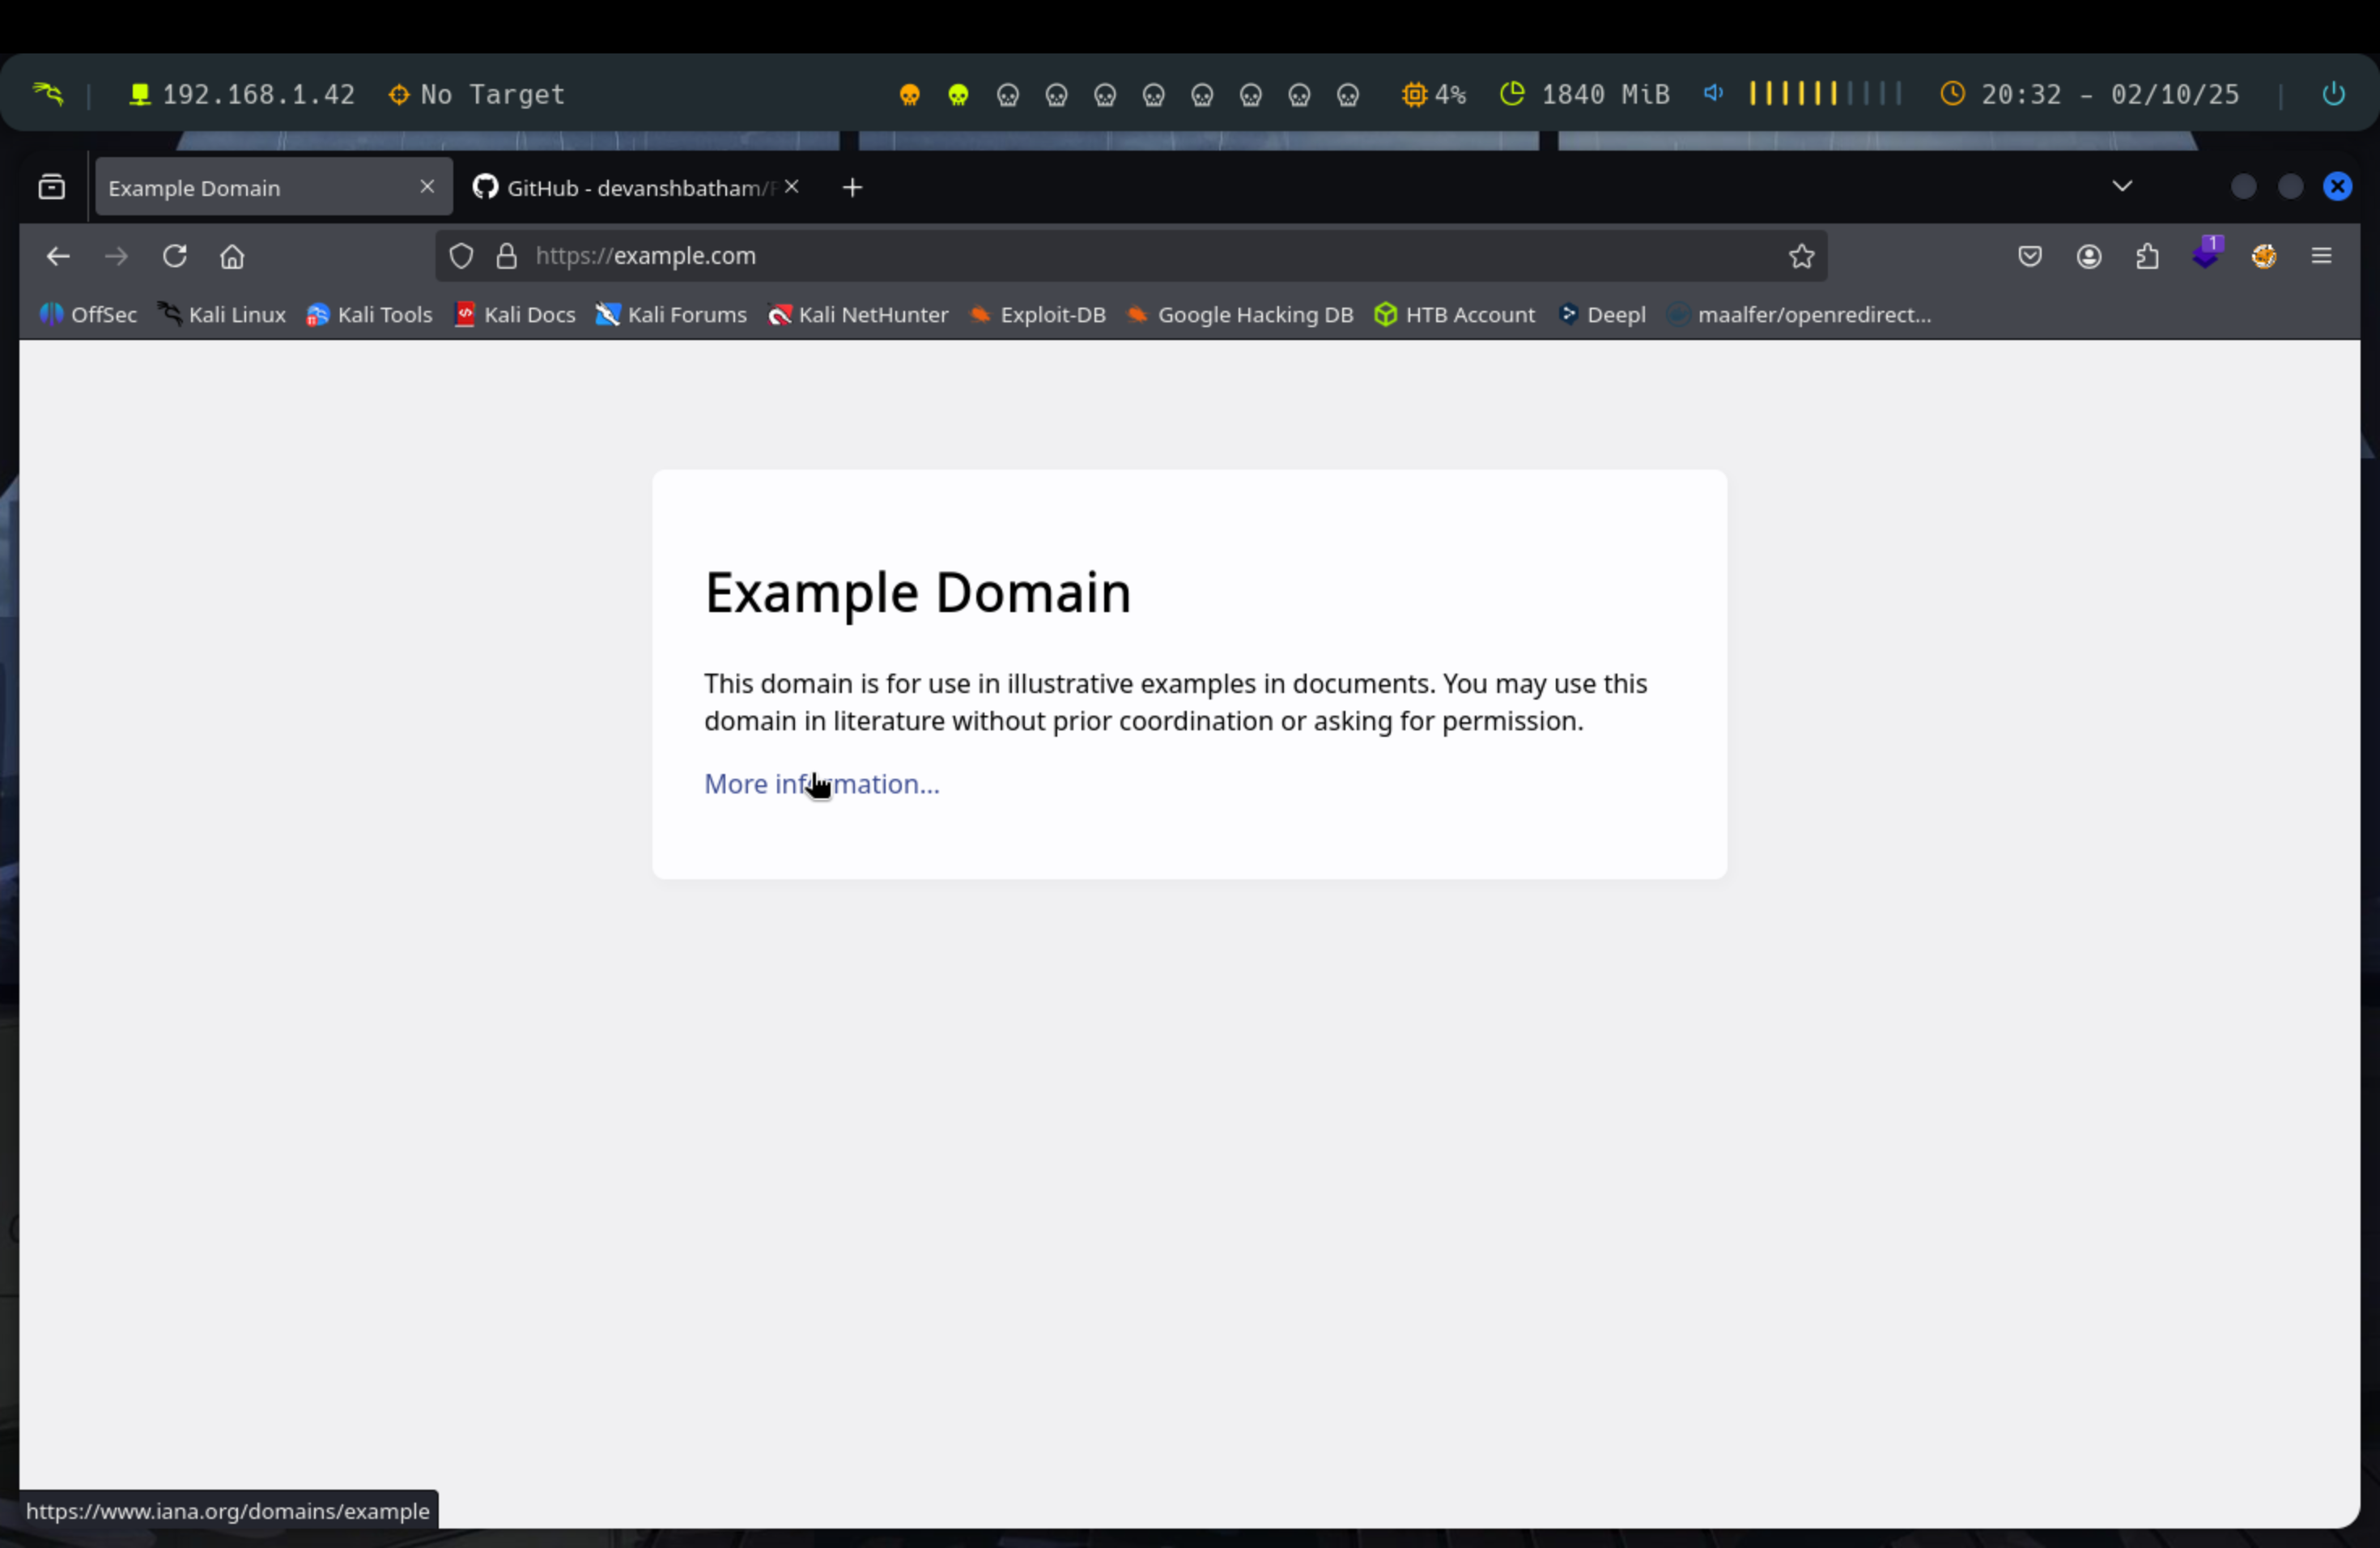 192.168.1.42 No Target 4% 1840 MiB 20:32 - 02/10/25
Example Domain GitHub - devanshbatham/
https://example.com 1
OffSec Kali Linux Kali Tools Kali Docs Kali Forums Kali NetHunter Exploit-DB Google Hacking DB HTB Account Deepl maalfer/openredirect...
Example Domain
This domain is for use in illustrative examples in documents. You may use this
domain in literature without prior coordination or asking for permission.
More information...
https://www.iana.org/domains/example